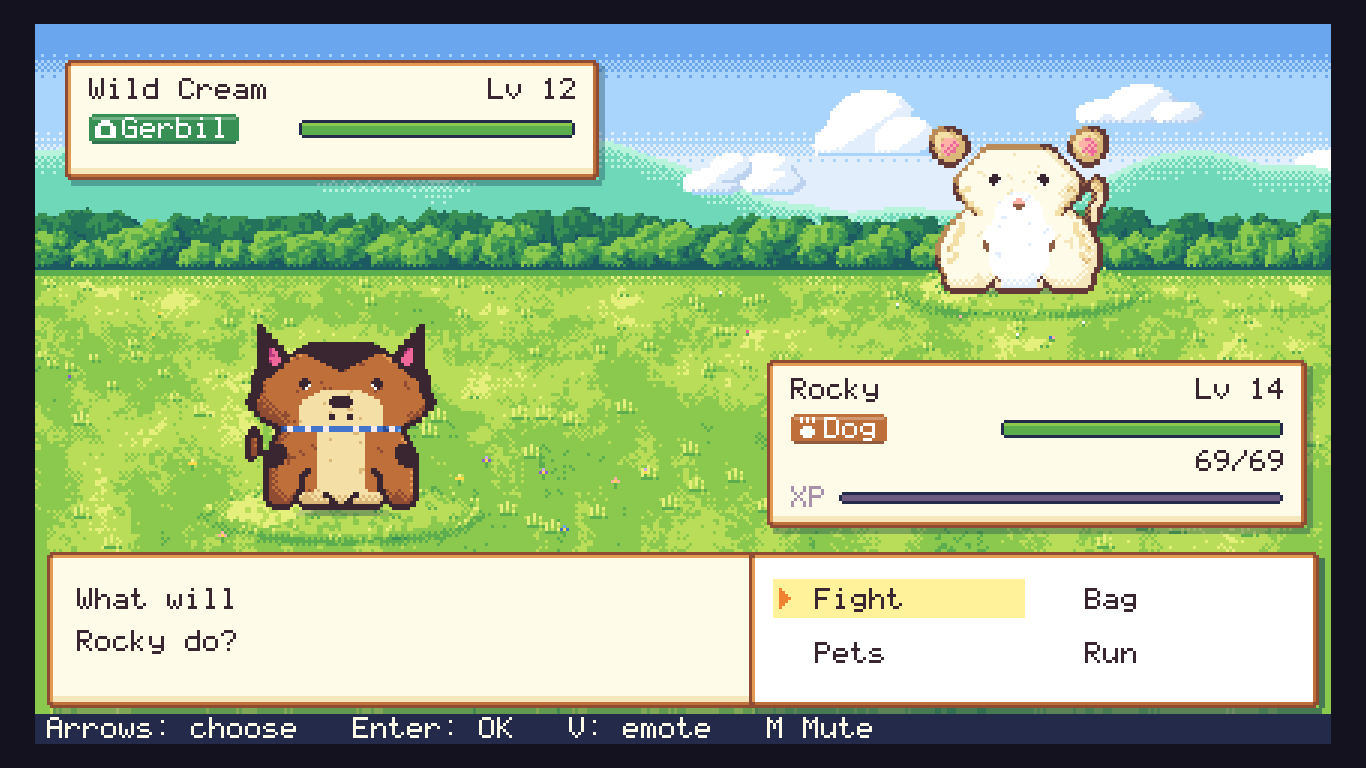 Wild Cream Lv 12
Gerbil
Rocky Lv 14
Dog
69/69
XP
What will
Rocky do?
Fight Bag
Pets Run
Arrows: choose Enter: OK V: emote M Mute